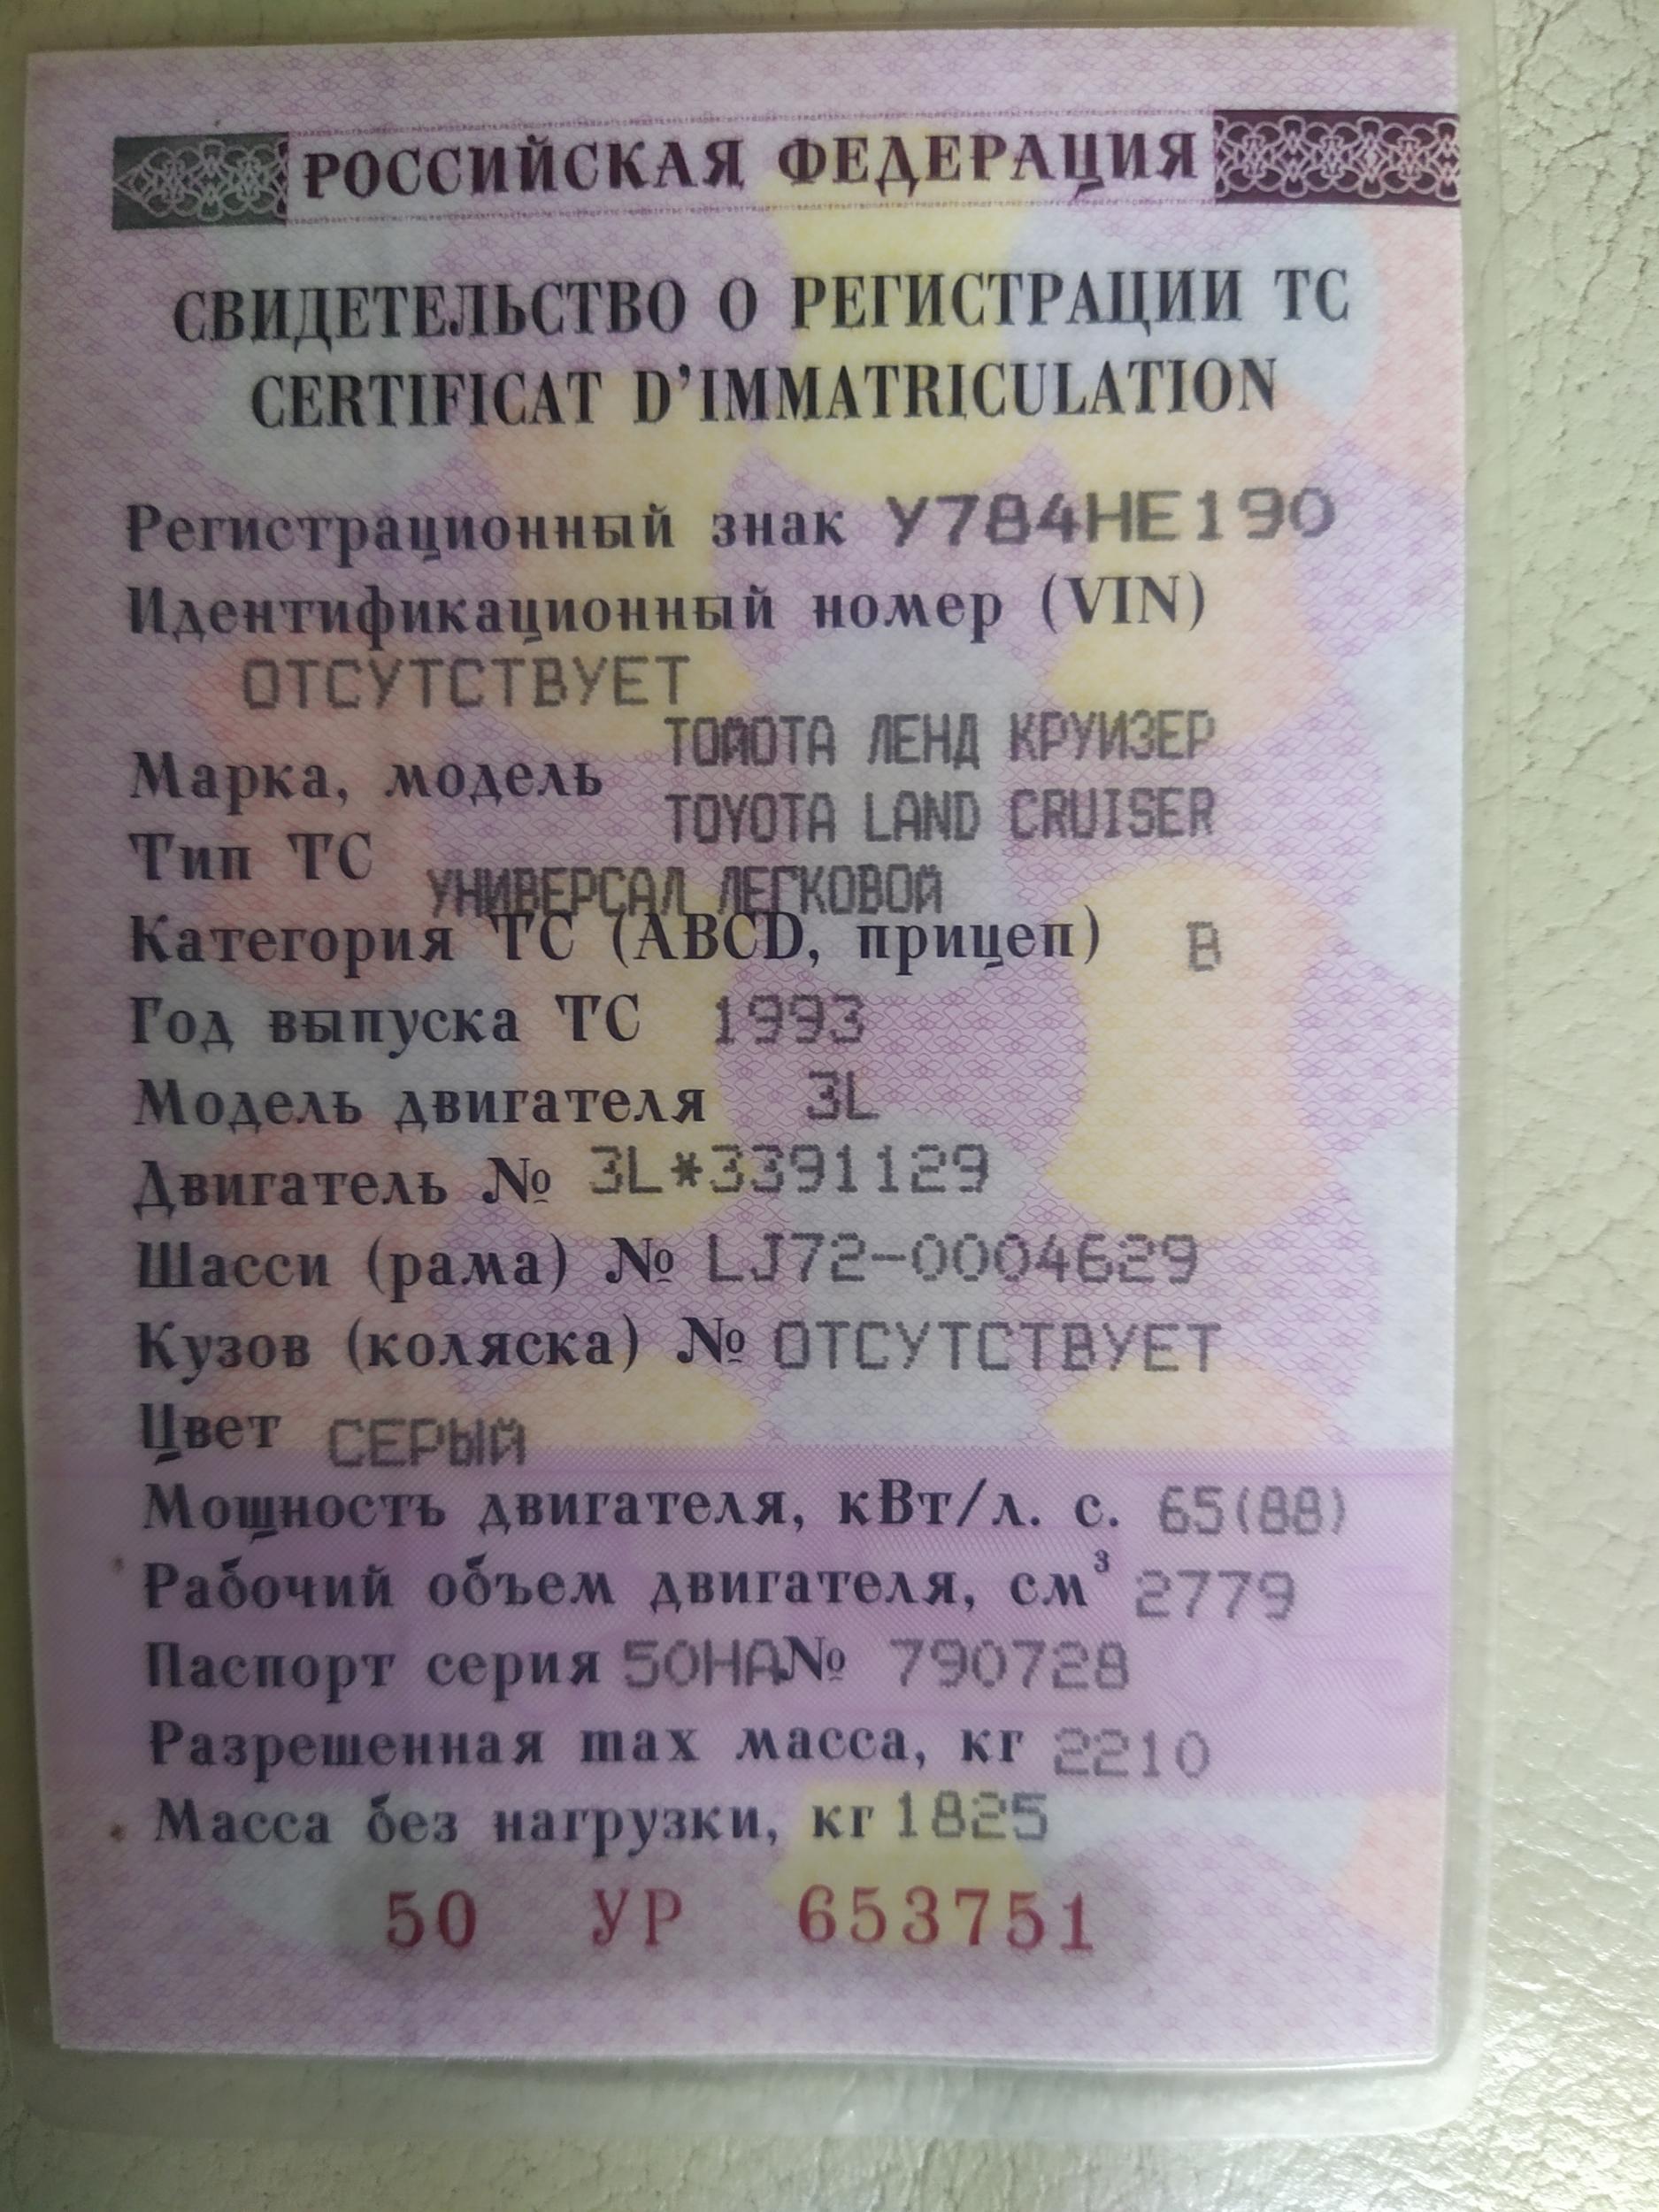 РОССИЙСКАЯ ФЕДЕРАЦИЯ
СВИДЕТЕЛЬСТВО О РЕГИСТРАЦИИ ТС
CERTIFICAT D'IMMATRICULATION
Регистрационный знак У784НЕ190
Идентификационный номер (VIN)
ОТСУТСТВУЕТ
ТОЙОТА ЛЕНД КРУИЗЕР
Марка, модель
TOYOTA LAND CRUISER
Тип ТС
УНИВЕРСАЛ ЛЕГКОВОЙ
Категория ТС (ABCD, прицеп) B
Год выпуска ТС 1993
Модель двигателя 3L
Двигатель № 3L*3391129
Шасси (рама) № LJ72-0004629
Кузов (коляска) № ОТСУТСТВУЕТ
Цвет СЕРЫЙ
Мощность двигателя, кВт/л. с. 65(88)
Рабочий объем двигателя, см³ 2779
Паспорт серия 50НА № 790728
Разрешенная max масса, кг 2210
Масса без нагрузки, кг 1825
50 УР 653751